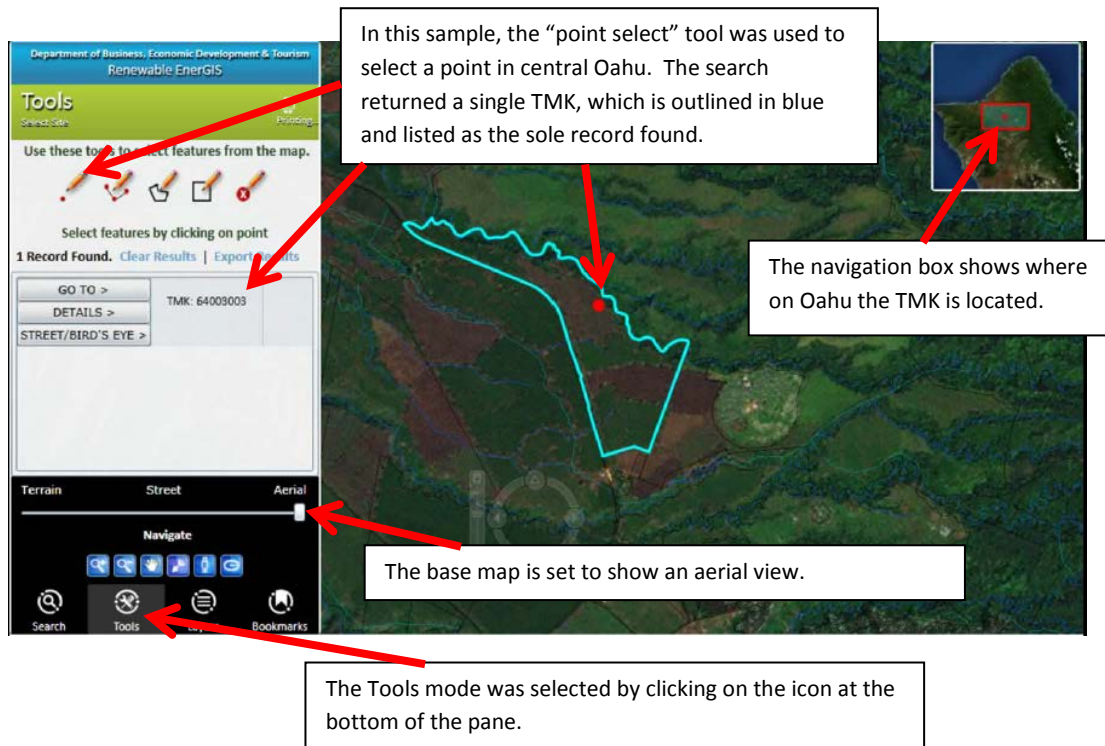 In this sample, the “point select” tool was used to
select a point in central Oahu.  The search
returned a single TMK, which is outlined in blue
and listed as the sole record found.
Department of Business, Economic Development & Tourism
Renewable EnerGIS
Tools
Select Site
Printing...
Use these tools to select features from the map.
Select features by clicking on point
1 Record Found. Clear Results | Export Results
GO TO >
TMK: 64003003
DETAILS >
STREET/BIRD'S EYE >
The navigation box shows where
on Oahu the TMK is located.
Terrain Street Aerial
Navigate
The base map is set to show an aerial view.
Search Tools Bookmarks
The Tools mode was selected by clicking on the icon at the
bottom of the pane.